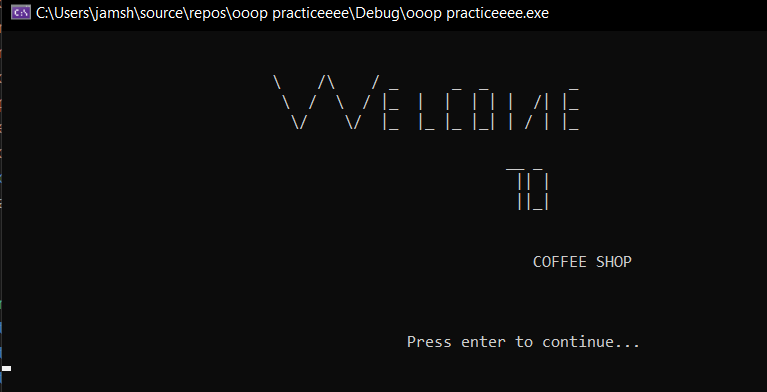 C:\Users\jamsh\source\repos\ooop practiceeee\Debug\ooop practiceeee.exe
WELCOME
TO
COFFEE SHOP
Press enter to continue...